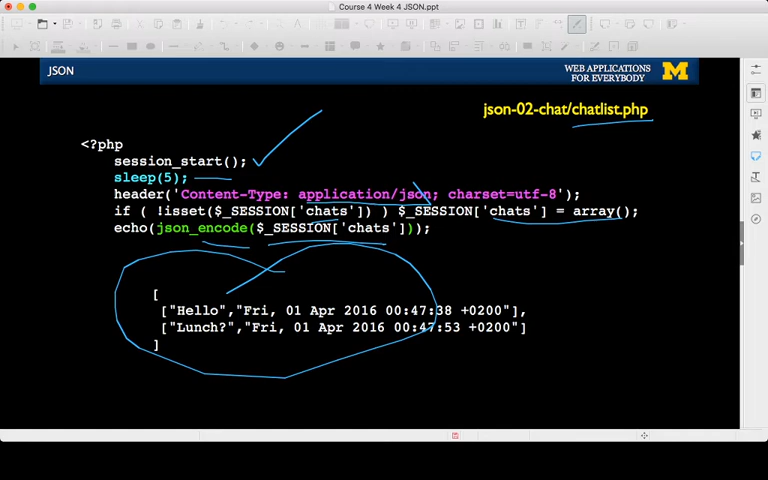 Course 4 Week 4 JSON.ppt
JSON
WEB APPLICATIONS
FOR EVERYBODY
M
json-02-chat/chatlist.php
<?php
session_start();
sleep(5);
header('Content-Type: application/json; charset=utf-8');
if ( !isset($_SESSION['chats']) ) $_SESSION['chats'] = array();
echo(json_encode($_SESSION['chats']));
[
["Hello","Fri, 01 Apr 2016 00:47:38 +0200"],
["Lunch?","Fri, 01 Apr 2016 00:47:53 +0200"]
]